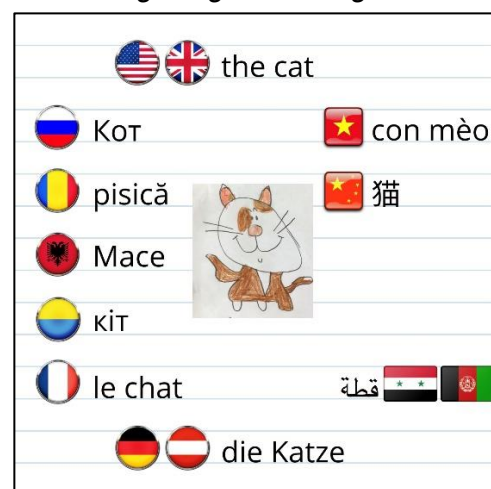 the cat
Кот
con mèo
pisică
猫
Mace
кіт
le chat
قطة
die Katze